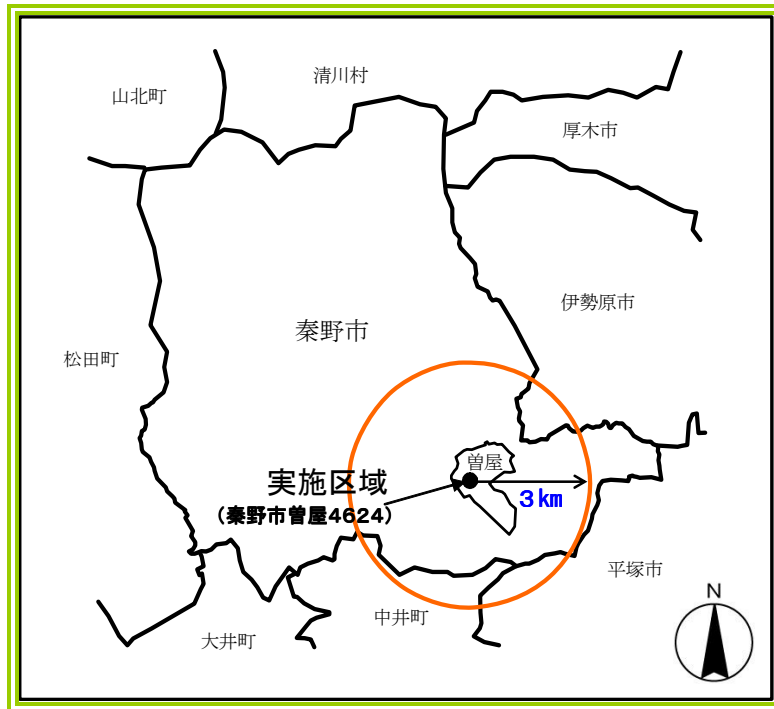 清川村
山北町
厚木市
伊勢原市
秦野市
松田町
曽屋
実施区域
3km
(秦野市曽屋4624)
平塚市
N
中井町
大井町